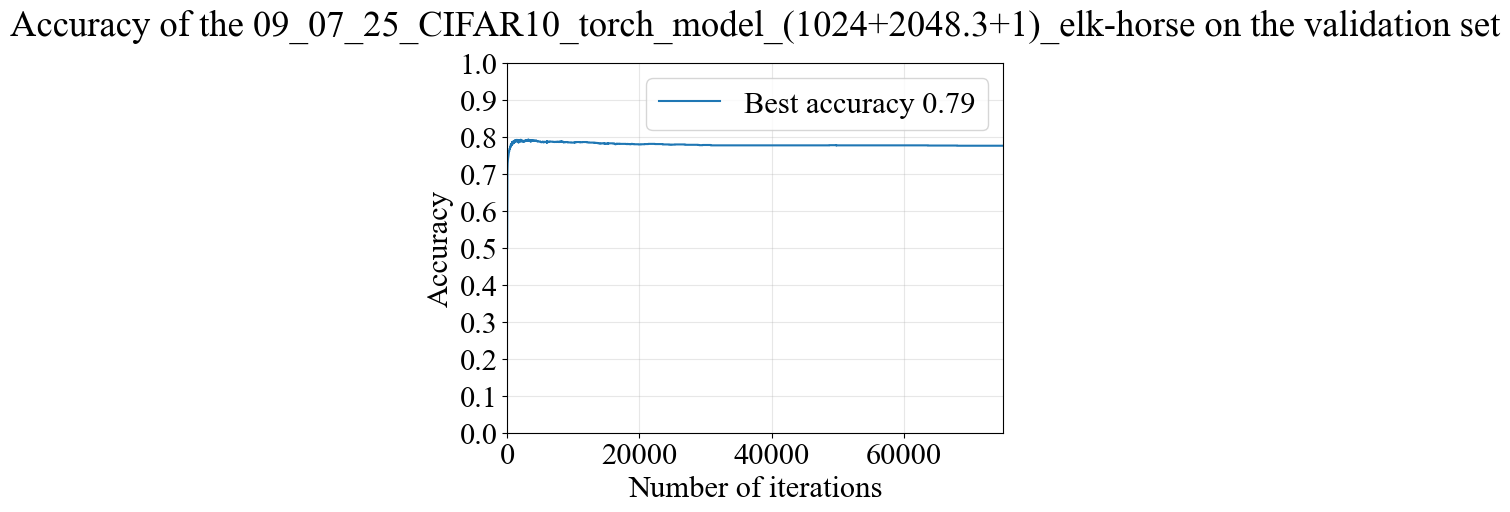 Accuracy of the 09_07_25_CIFAR10_torch_model_(1024+2048.3+1)_elk-horse on the validation set
1.0
Best accuracy 0.79
0.9
0.8
0.7
0.6
0.5
0.4
0.3
0.2
0.1
0.0
Accuracy
0 20000 40000 60000
Number of iterations